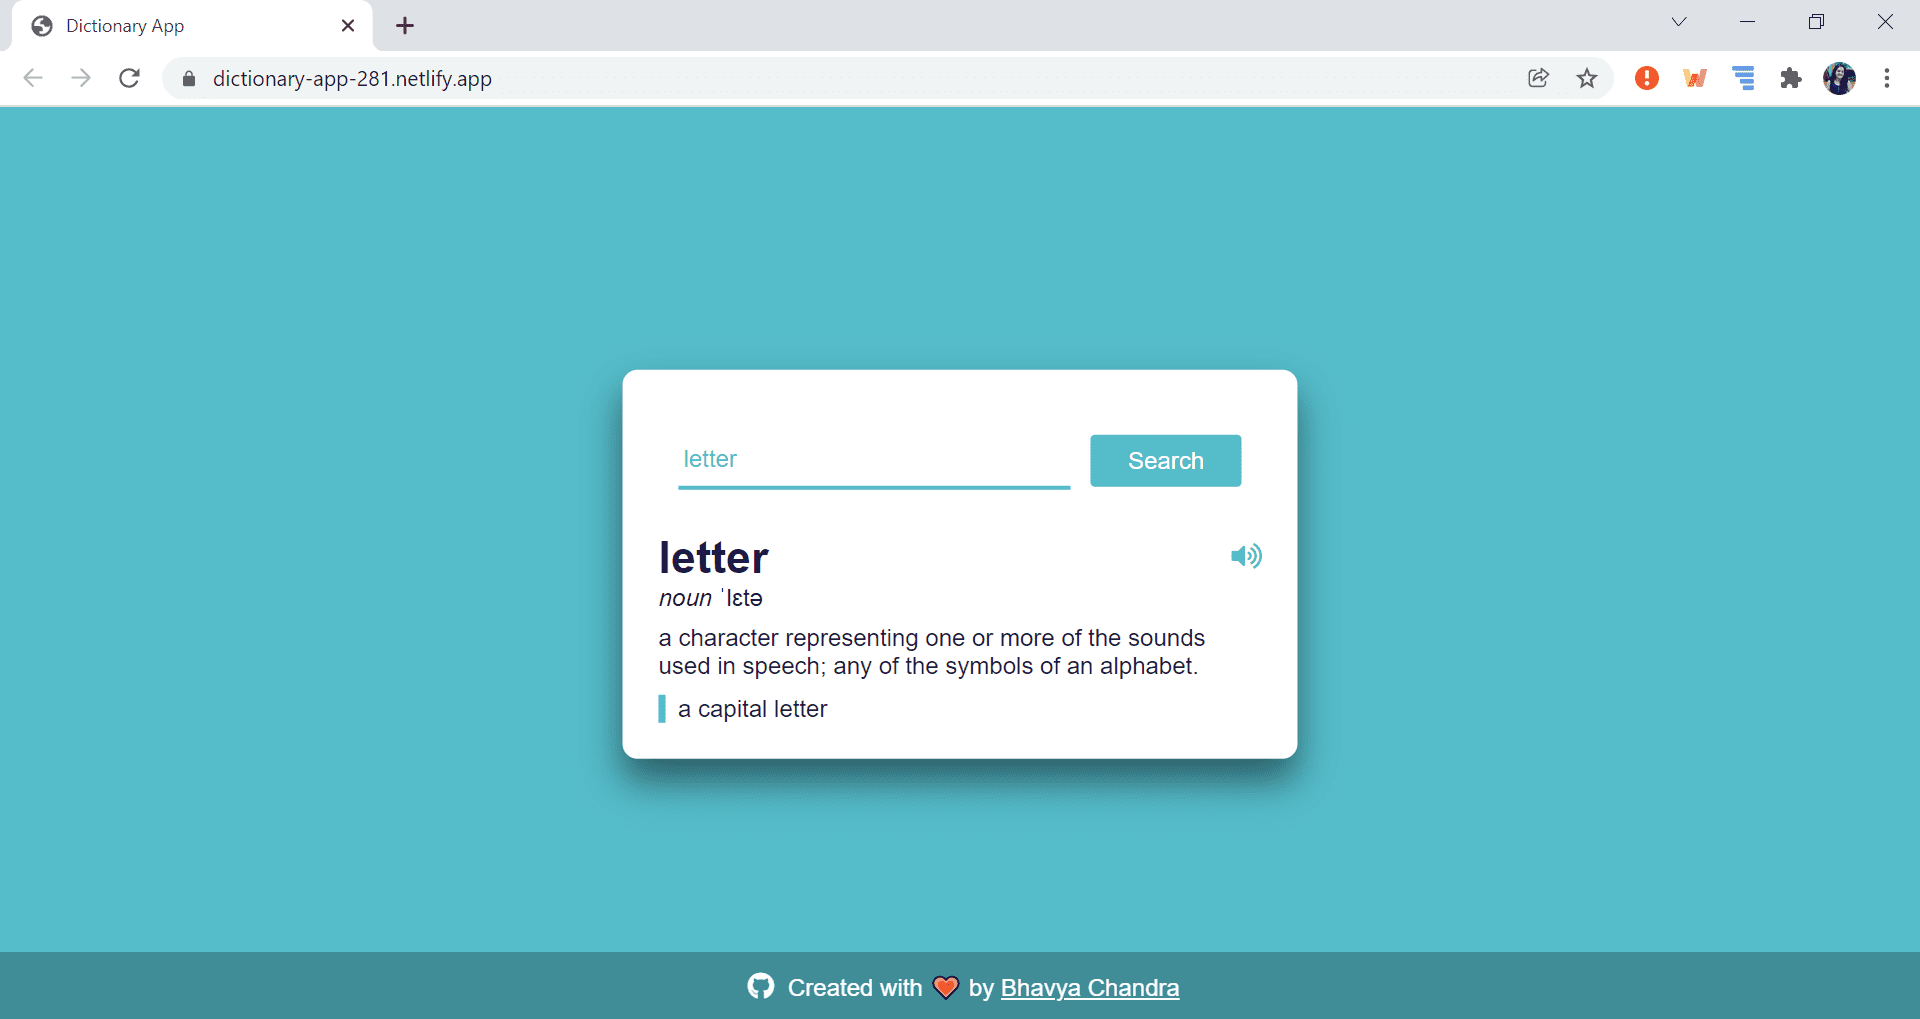 Dictionary App
dictionary-app-281.netlify.app
letter
Search
letter
noun ˈlɛtə
a character representing one or more of the sounds
used in speech; any of the symbols of an alphabet.
a capital letter
Created with by Bhavya Chandra